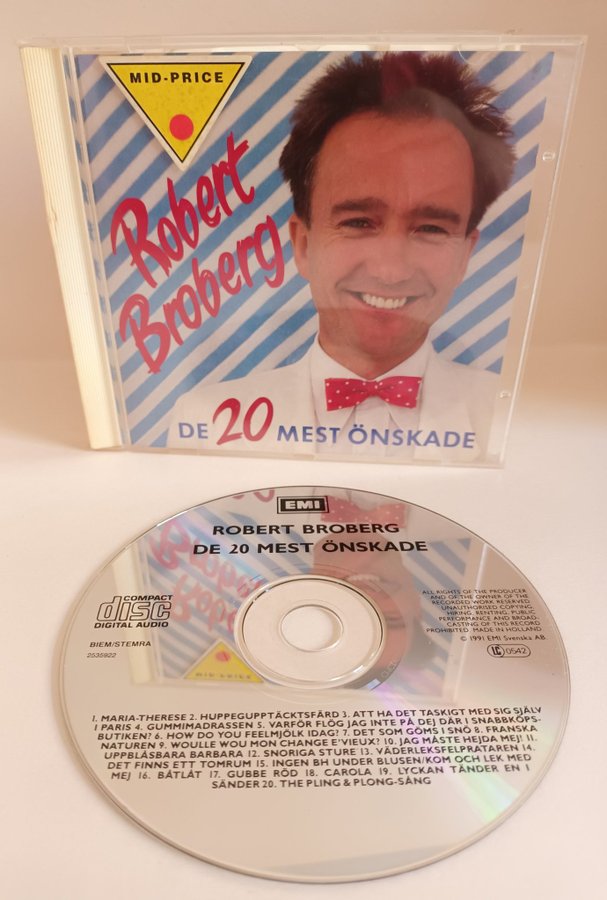 MID-PRICE
Robert
Broberg
DE 20 MEST ÖNSKADE
EMI
ROBERT BROBERG
DE 20 MEST ÖNSKADE
COMPACT
disc
DIGITAL AUDIO
BIEM/STEMRA
2535922
ALL RIGHTS OF THE PRODUCER
AND OF THE OWNER OF THE
RECORDED WORK RESERVED
UNAUTHORISED COPYING,
HIRING, RENTING, PUBLIC
PERFORMANCE AND BROAD-
CASTING OF THIS RECORD
PROHIBITED. MADE IN HOLLAND
© 1991 EMI Svenska AB
LC 0542
1. MARIA-THERESE 2. HUPPEGUPPTÄCKTSFÄRD 3. ATT HA DET TASKIGT MED SIG SJÄLV
I PARIS 4. GUMMIMADRASSEN 5. VARFÖR FLÖG JAG INTE PÅ DEJ DÄR I SNABBKÖPS-
BUTIKEN? 6. HOW DO YOU FEELMJÖLK IDAG? 7. DET SOM GÖMS I SNÖ 8. FRANSKA
NATUREN 9. WOULLE WOU MON CHANGE E'VIEUX? 10. JAG MÅSTE HEJDA MEJ! 11.
UPPBLÅSBARA BARBARA 12. SNORIGA STURE 13. VÄDERLEKSFELPRATAREN 14.
DET FINNS ETT TOMRUM 15. INGEN BH UNDER BLUSEN/KOM OCH LEK MED
MEJ 16. BÅTLÅT 17. GUBBE RÖD 18. CAROLA 19. LYCKAN TÄNDER EN I
SÄNDER 20. THE PLING & PLONG-SÅNG